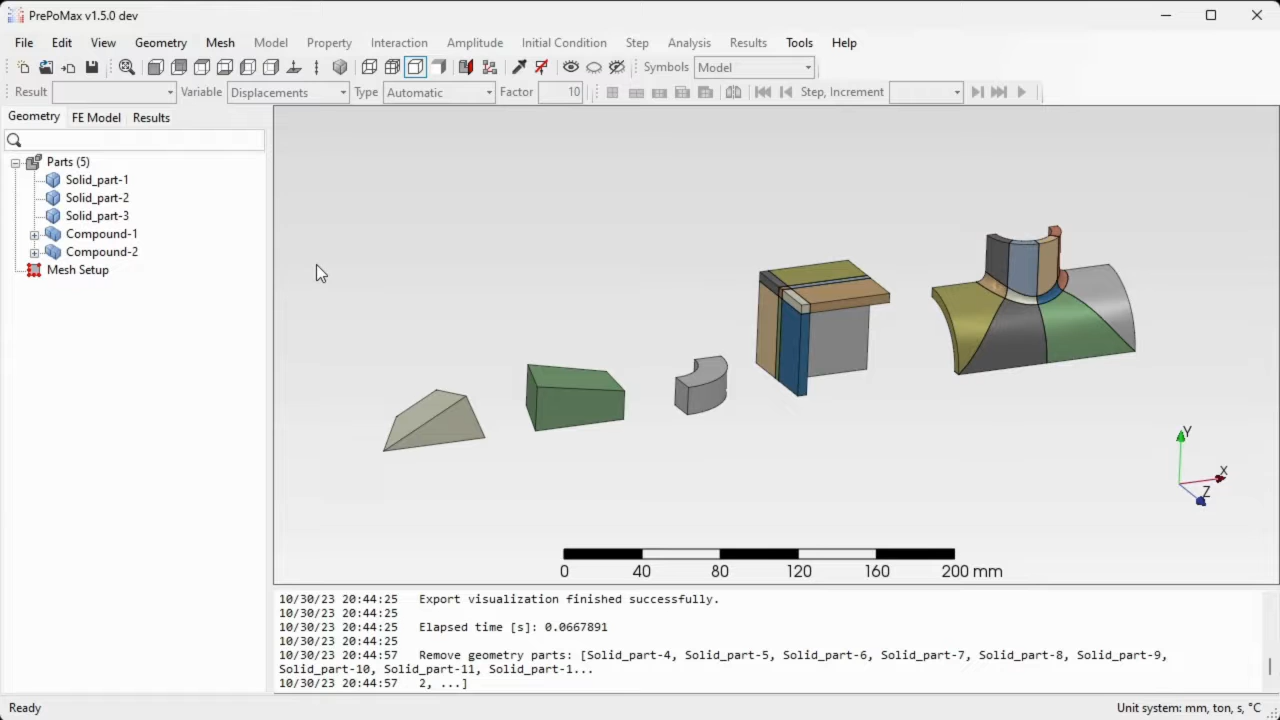 PrePoMax v1.5.0 dev
File Edit View Geometry Mesh Model Property Interaction Amplitude Initial Condition Step Analysis Results Tools Help
Symbols Model
Result Variable Displacements Type Automatic Factor 10 Step, Increment
Geometry FE Model Results
Parts (5)
Solid_part-1
Solid_part-2
Solid_part-3
Compound-1
Compound-2
Mesh Setup
Y
X
Z
0 40 80 120 160 200 mm
10/30/23 20:44:25 Export visualization finished successfully.
10/30/23 20:44:25
10/30/23 20:44:25 Elapsed time [s]: 0.0667891
10/30/23 20:44:25
10/30/23 20:44:57 Remove geometry parts: [Solid_part-4, Solid_part-5, Solid_part-6, Solid_part-7, Solid_part-8, Solid_part-9,
Solid_part-10, Solid_part-11, Solid_part-1...
10/30/23 20:44:57 2, ...]
Ready Unit system: mm, ton, s, °C